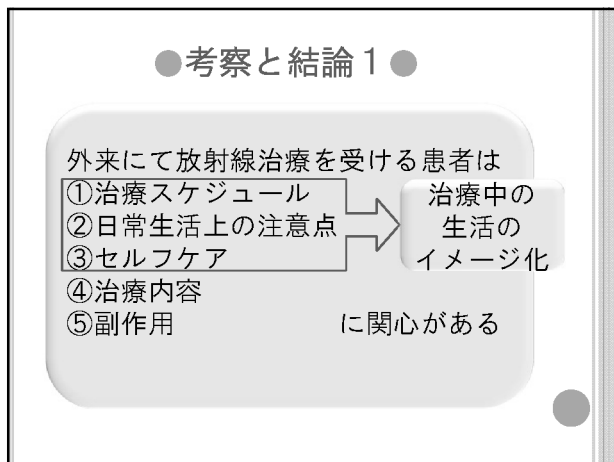 ●考察と結論１●
外来にて放射線治療を受ける患者は
①治療スケジュール
②日常生活上の注意点
③セルフケア
治療中の
生活の
イメージ化
④治療内容
⑤副作用 に関心がある